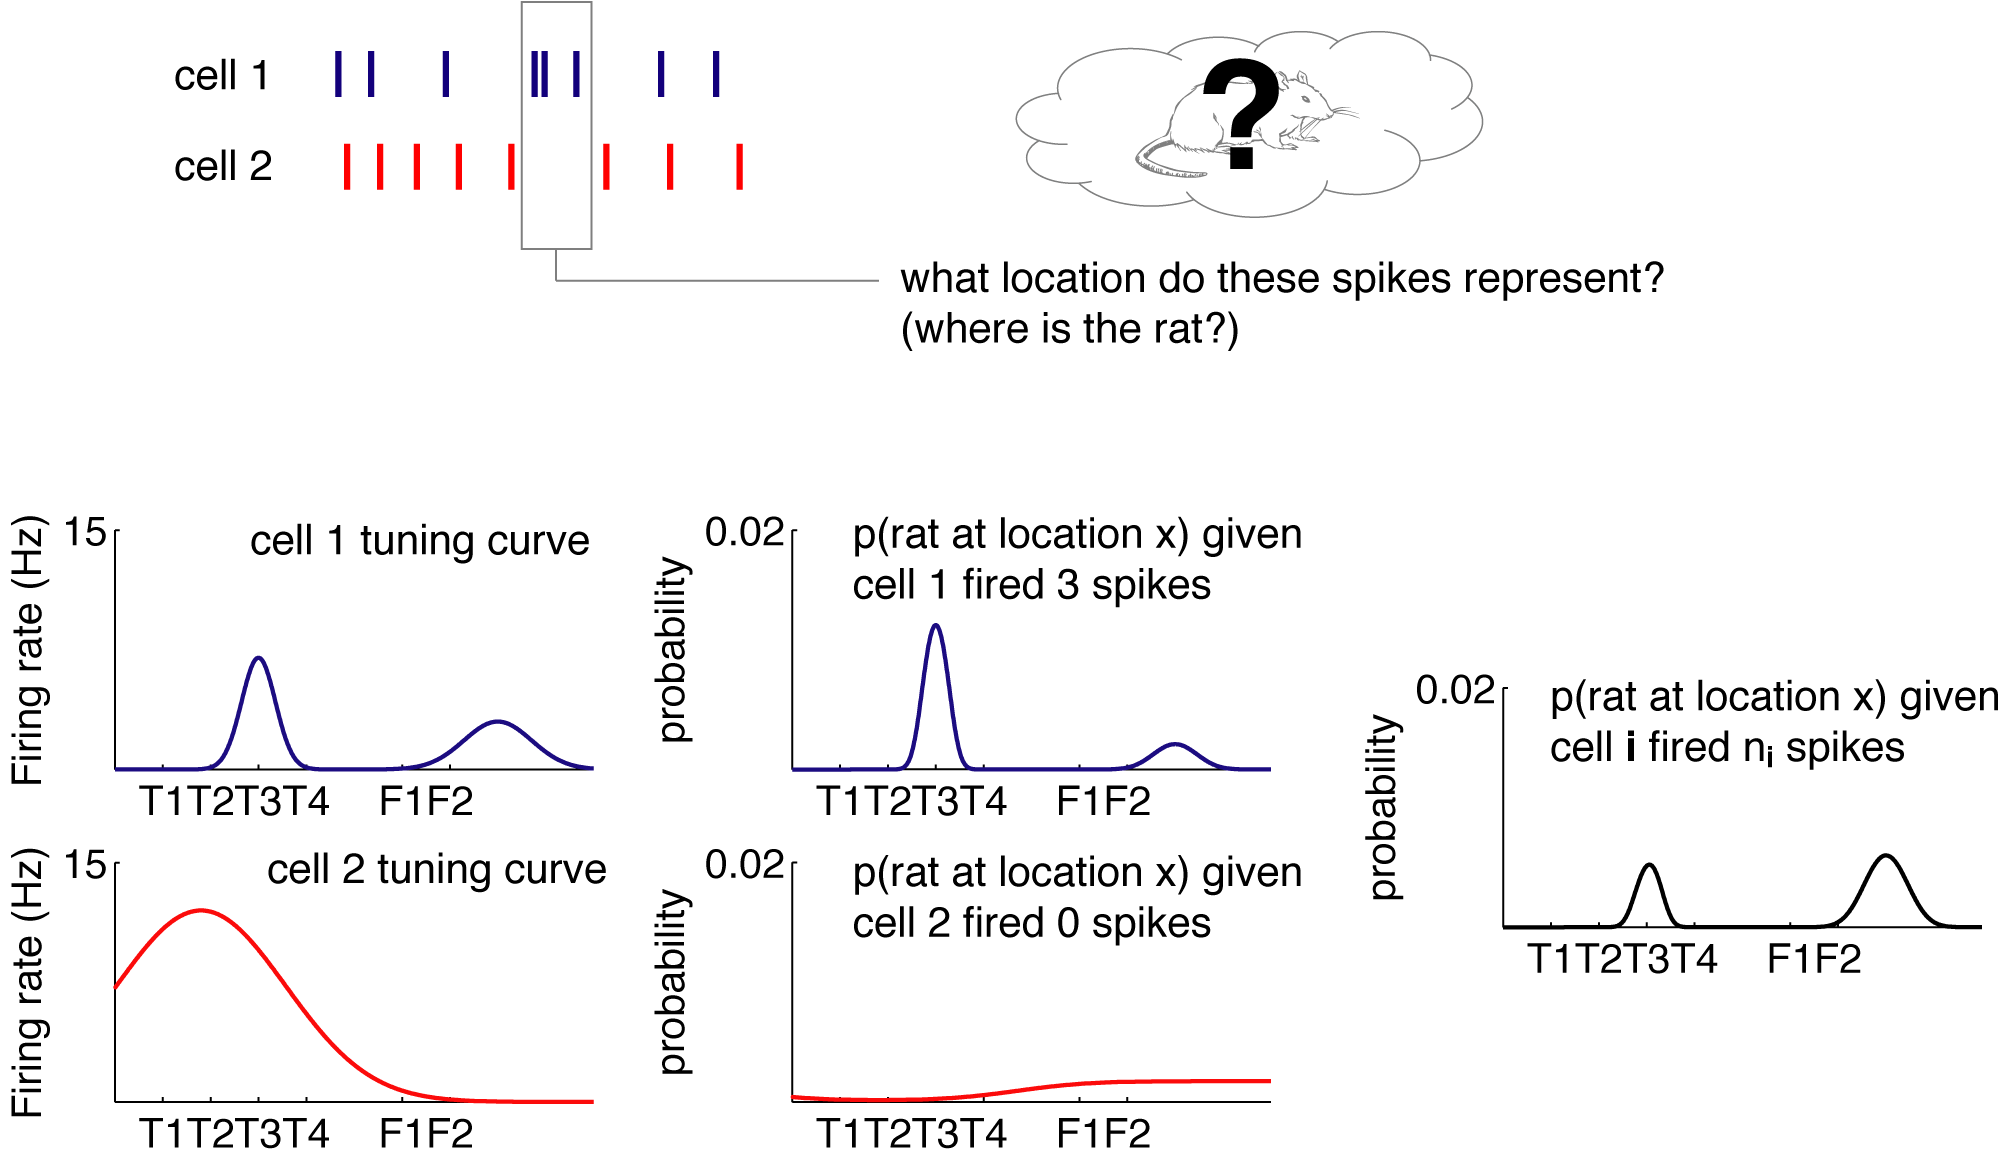 cell 1
cell 2
?
what location do these spikes represent?
(where is the rat?)
Firing rate (Hz)
15
cell 1 tuning curve
T1T2T3T4 F1F2
probability
0.02
p(rat at location x) given
cell 1 fired 3 spikes
T1T2T3T4 F1F2
Firing rate (Hz)
15
cell 2 tuning curve
T1T2T3T4 F1F2
probability
0.02
p(rat at location x) given
cell 2 fired 0 spikes
T1T2T3T4 F1F2
probability
0.02
p(rat at location x) given
cell i fired ni spikes
T1T2T3T4 F1F2